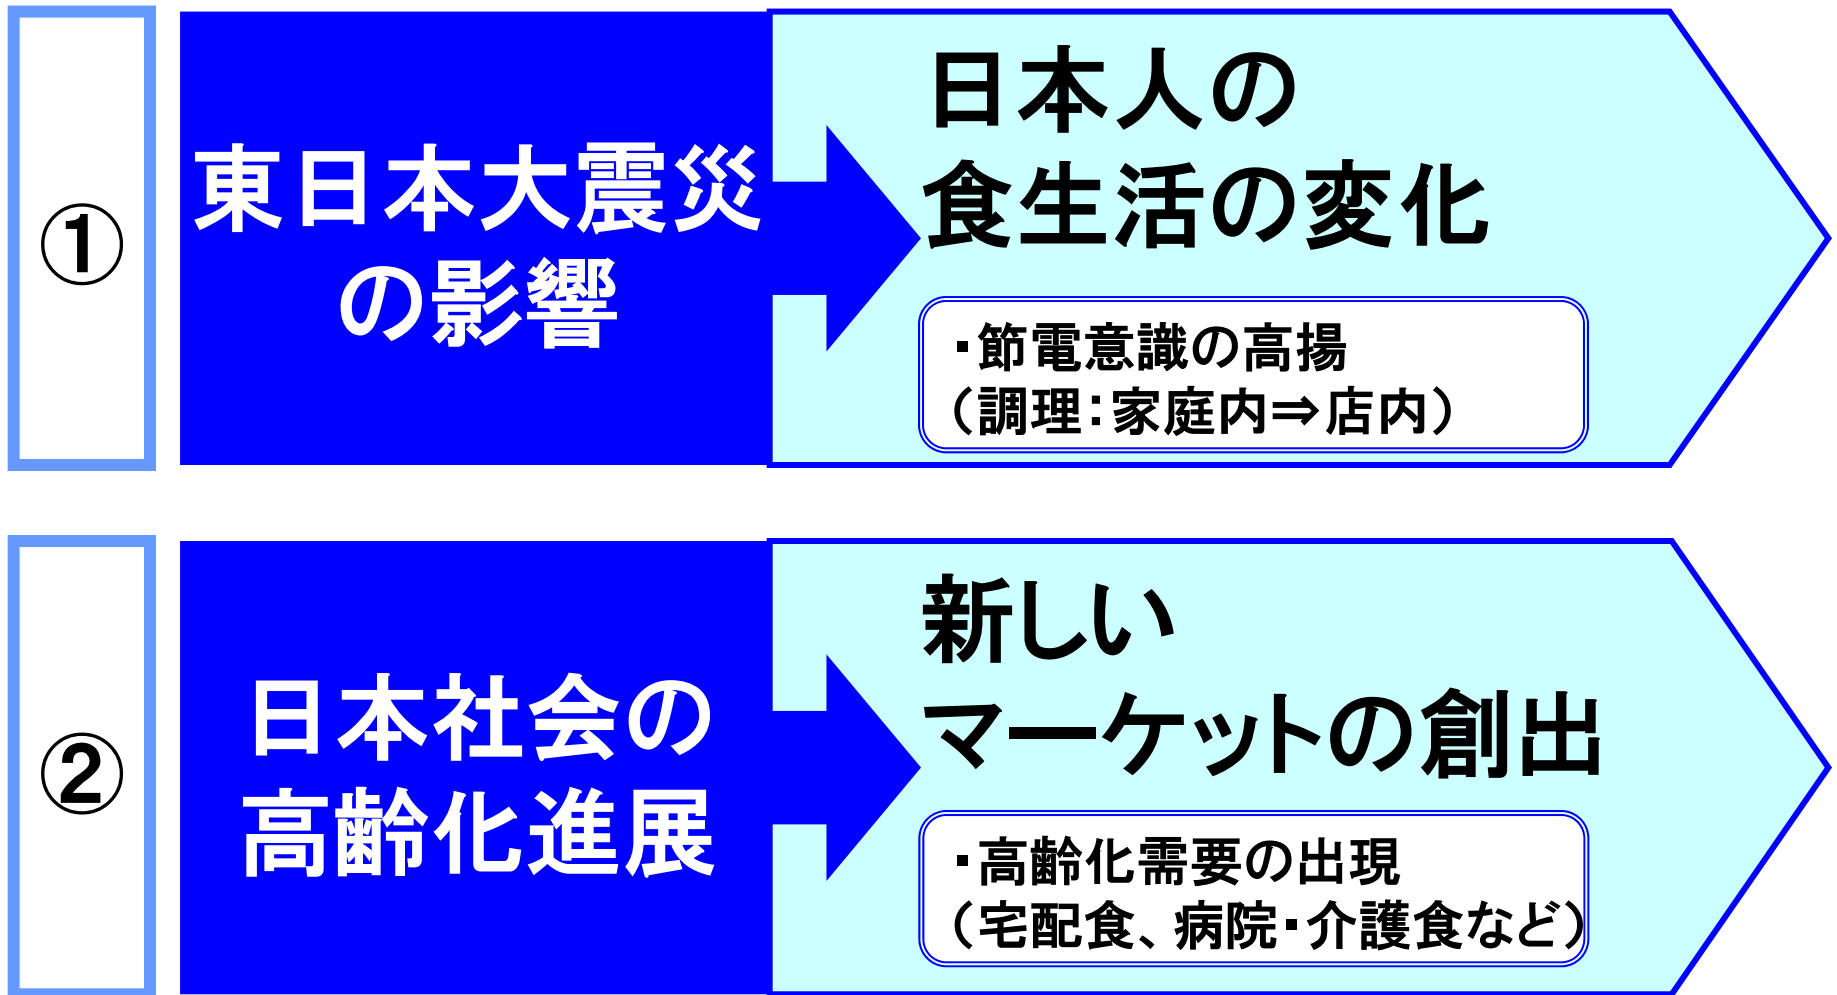 ①
東日本大震災
の影響
日本人の
食生活の変化
・節電意識の高揚
（調理：家庭内⇒店内）
②
日本社会の
高齢化進展
新しい
マーケットの創出
・高齢化需要の出現
（宅配食、病院・介護食など）